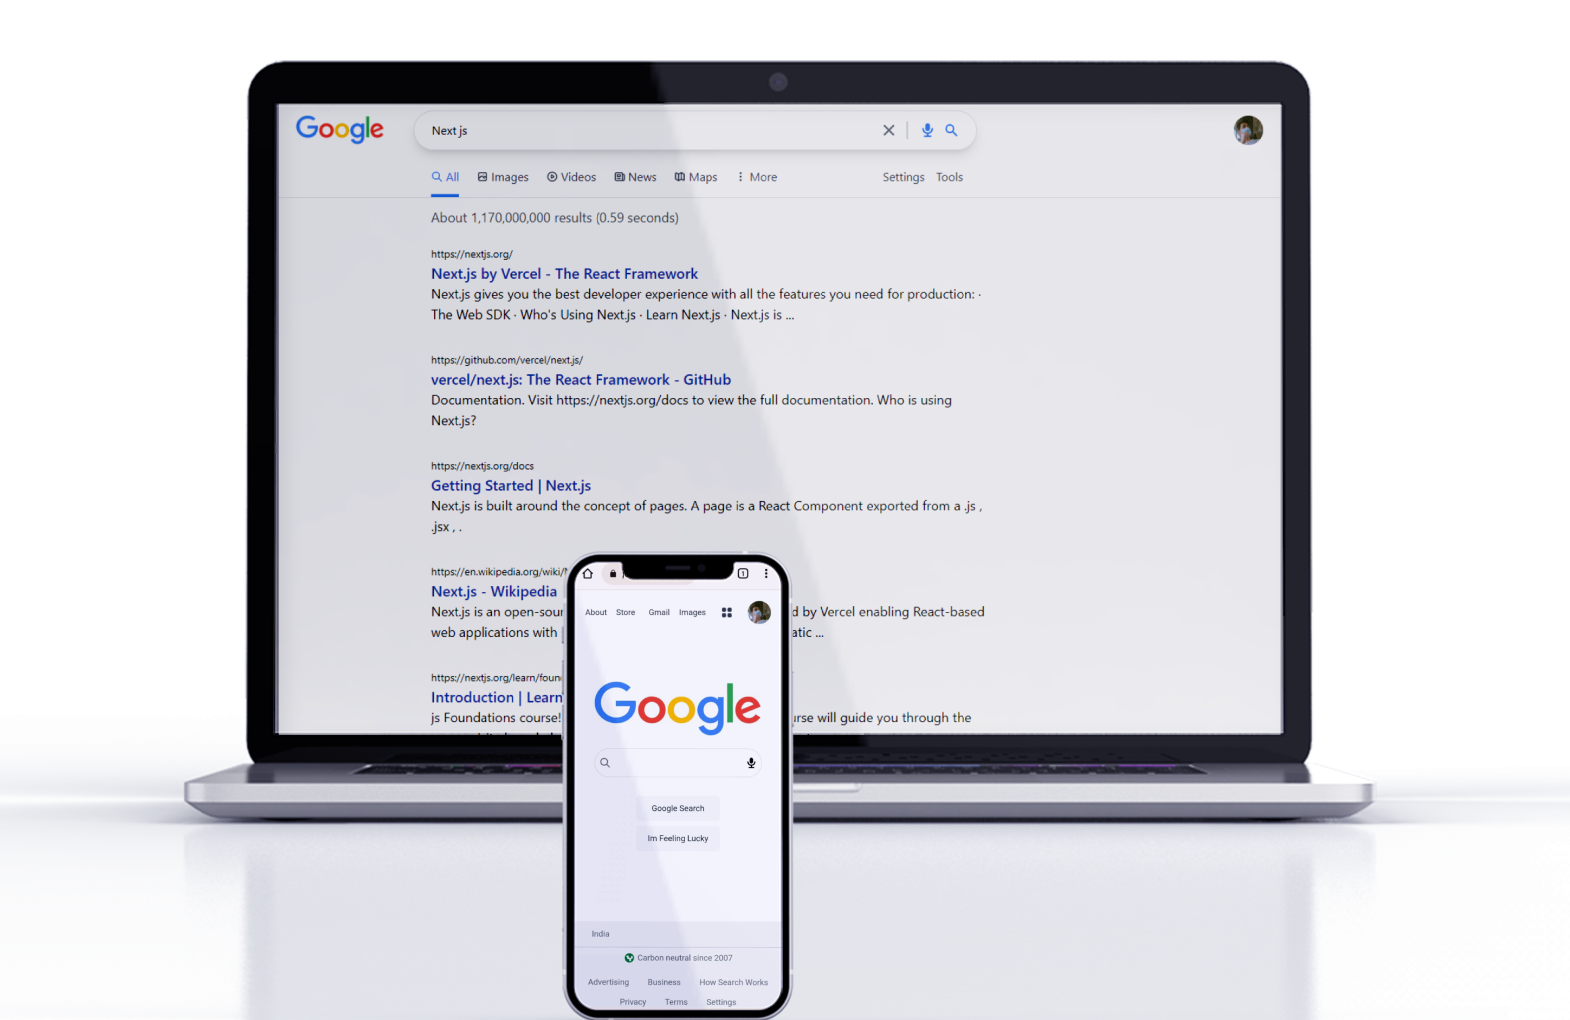 Google
Next js
All Images Videos News Maps More Settings Tools
About 1,170,000,000 results (0.59 seconds)
https://nextjs.org/
Next.js by Vercel - The React Framework
Next.js gives you the best developer experience with all the features you need for production: ·
The Web SDK · Who's Using Next.js · Learn Next.js · Next.js is ...
https://github.com/vercel/next.js/
vercel/next.js: The React Framework - GitHub
Documentation. Visit https://nextjs.org/docs to view the full documentation. Who is using
Next.js?
https://nextjs.org/docs
Getting Started | Next.js
Next.js is built around the concept of pages. A page is a React Component exported from a .js ,
.jsx , .
https://en.wikipedia.org/wiki/
Next.js - Wikipedia
Next.js is an open-sour d by Vercel enabling React-based
web applications with atic ...
https://nextjs.org/learn/foun
Introduction | Learn
js Foundations course! urse will guide you through the
1
About Store Gmail Images
Google
Google Search
Im Feeling Lucky
India
Carbon neutral since 2007
Advertising Business How Search Works
Privacy Terms Settings